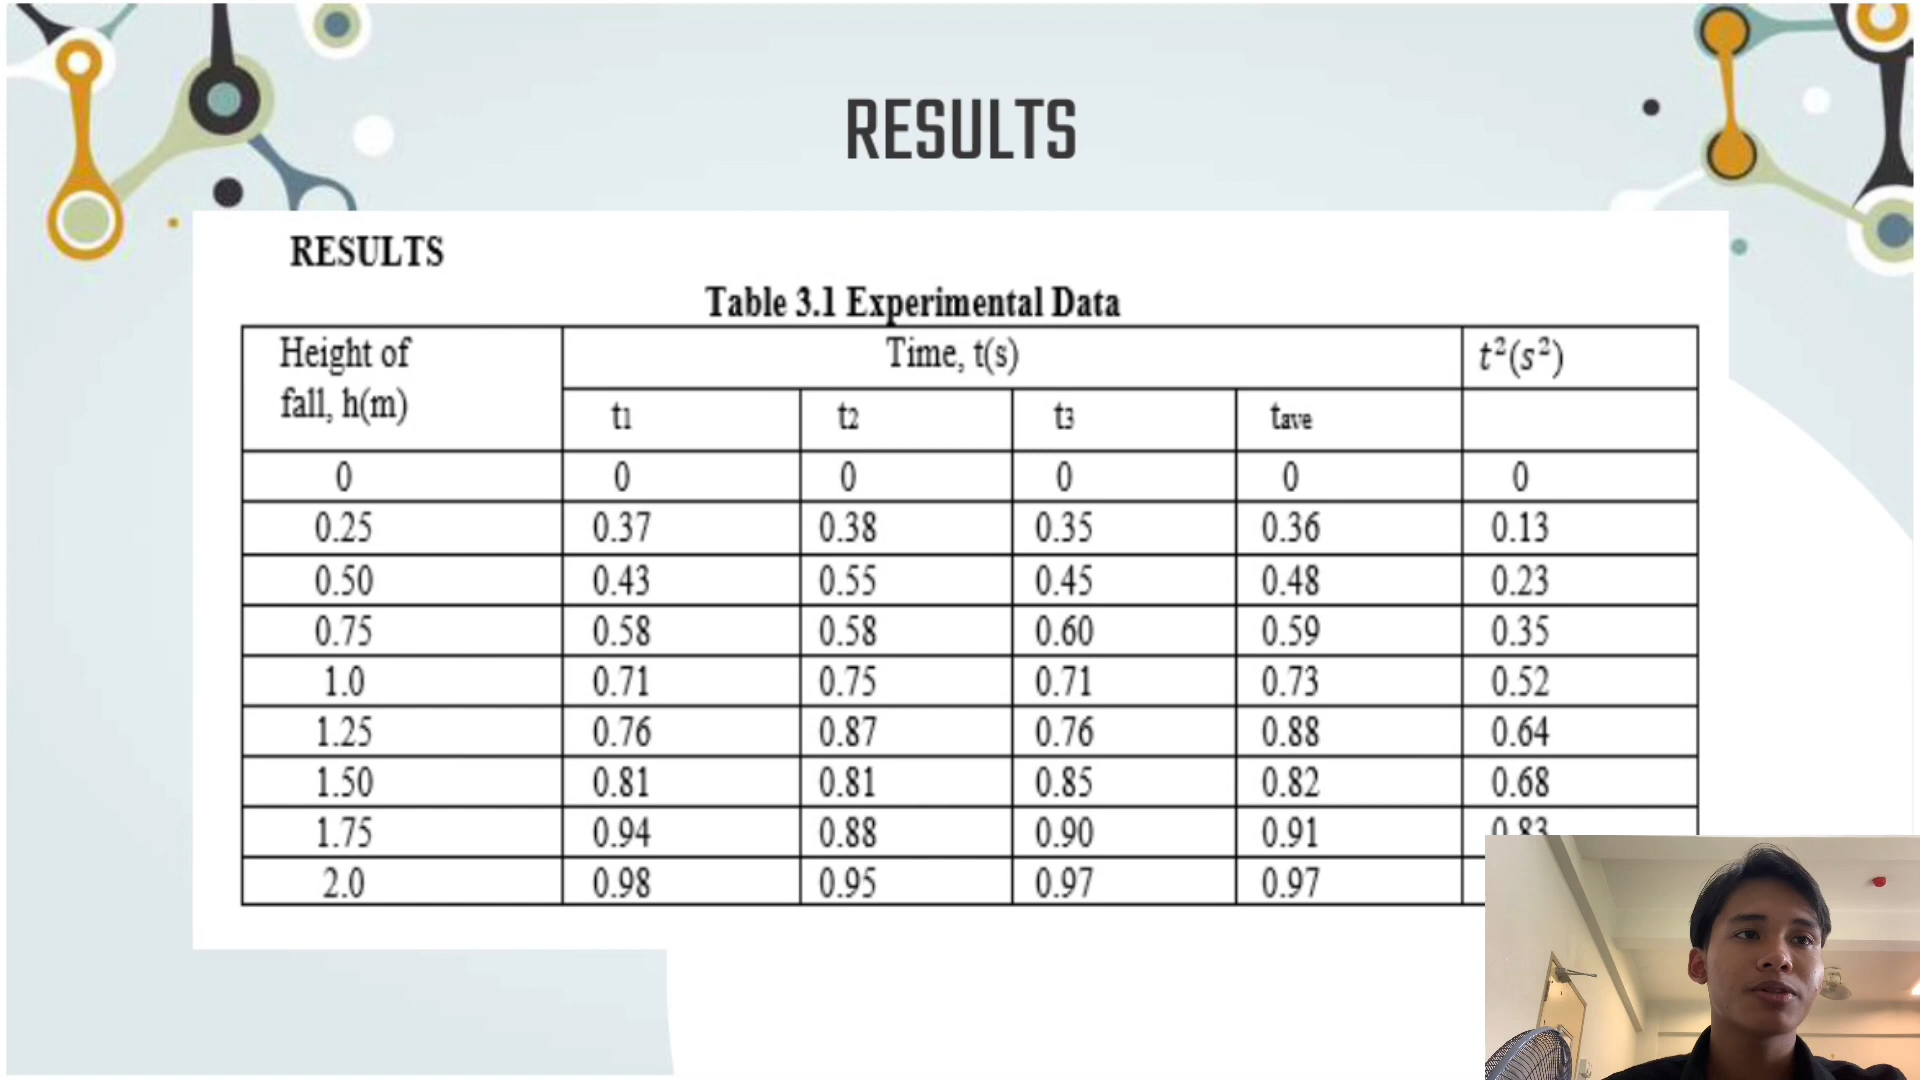 RESULTS
RESULTS
Table 3.1 Experimental Data
Height of fall, h(m) Time, t(s) t²(s²)
t1 t2 t3 tave
0 0 0 0 0 0
0.25 0.37 0.38 0.35 0.36 0.13
0.50 0.43 0.55 0.45 0.48 0.23
0.75 0.58 0.58 0.60 0.59 0.35
1.0 0.71 0.75 0.71 0.73 0.52
1.25 0.76 0.87 0.76 0.88 0.64
1.50 0.81 0.81 0.85 0.82 0.68
1.75 0.94 0.88 0.90 0.91 0.83
2.0 0.98 0.95 0.97 0.97